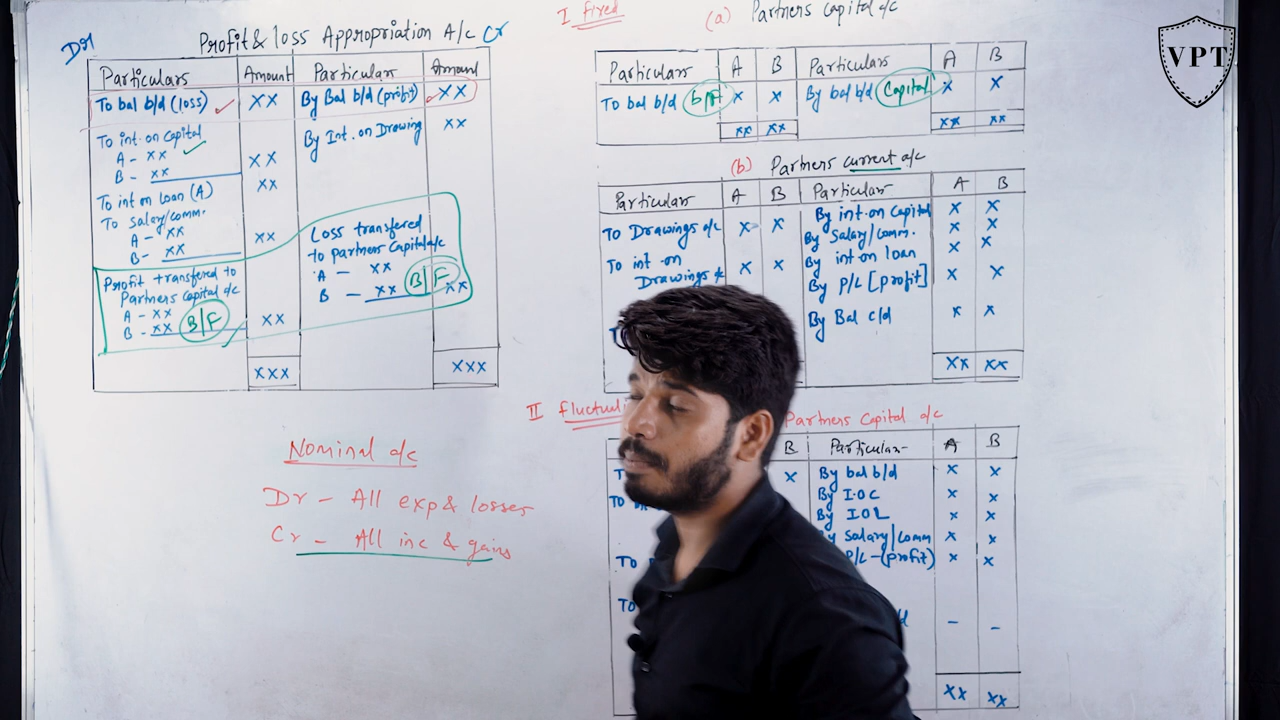 Dr Profit & loss Appropriation A/c Cr
Particulars Amount Particulars Amount
To bal b/d (loss) XX By Bal b/d (profit) XX
To int. on Capital By Int. on Drawing XX
A - XX
B - XX XX
To int on Loan (A) XX
To salary/comm.
A - XX
B - XX XX
Loss transfered
to partners Capital a/c
A - XX
B - XX B/F XX
Profit transfered to
Partners Capital a/c
A - XX
B - XX B/F XX
XXX XXX
Nominal a/c
Dr - All exp & losses
Cr - All inc & gains
I fixed (a) Partners Capital a/c
Particulars A B Particulars A B
To bal b/d B/F X X By bal b/d Capital X X
XX XX XX XX
(b) Partners current a/c
Particulars A B Particulars A B
To Drawings a/c X X By int. on Capital X X
By Salary/Comm. X X
To int on By int on loan X X
Drawings X X By P/L [profit] X X
By Bal c/d X X
XX XX
II Partners Capital a/c
B Particular A B
X By bal b/d X X
By I.O.C X X
By I O L X X
Salary/comm X X
To P/L - (profit) X X
To - -
XX XX
VPT